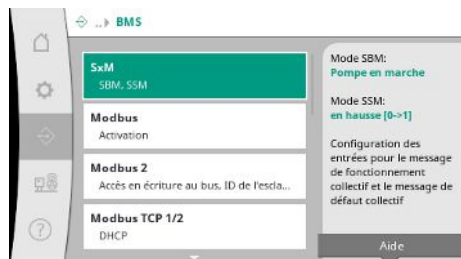 ..▸ BMS
SxM
SBM, SSM
Modbus
Activation
Modbus 2
Accès en écriture au bus, ID de l'escla...
Modbus TCP 1/2
DHCP
Mode SBM:
Pompe en marche
Mode SSM:
en hausse [0->1]
Configuration des
entrées pour le message
de fonctionnement
collectif et le message de
défaut collectif
Aide